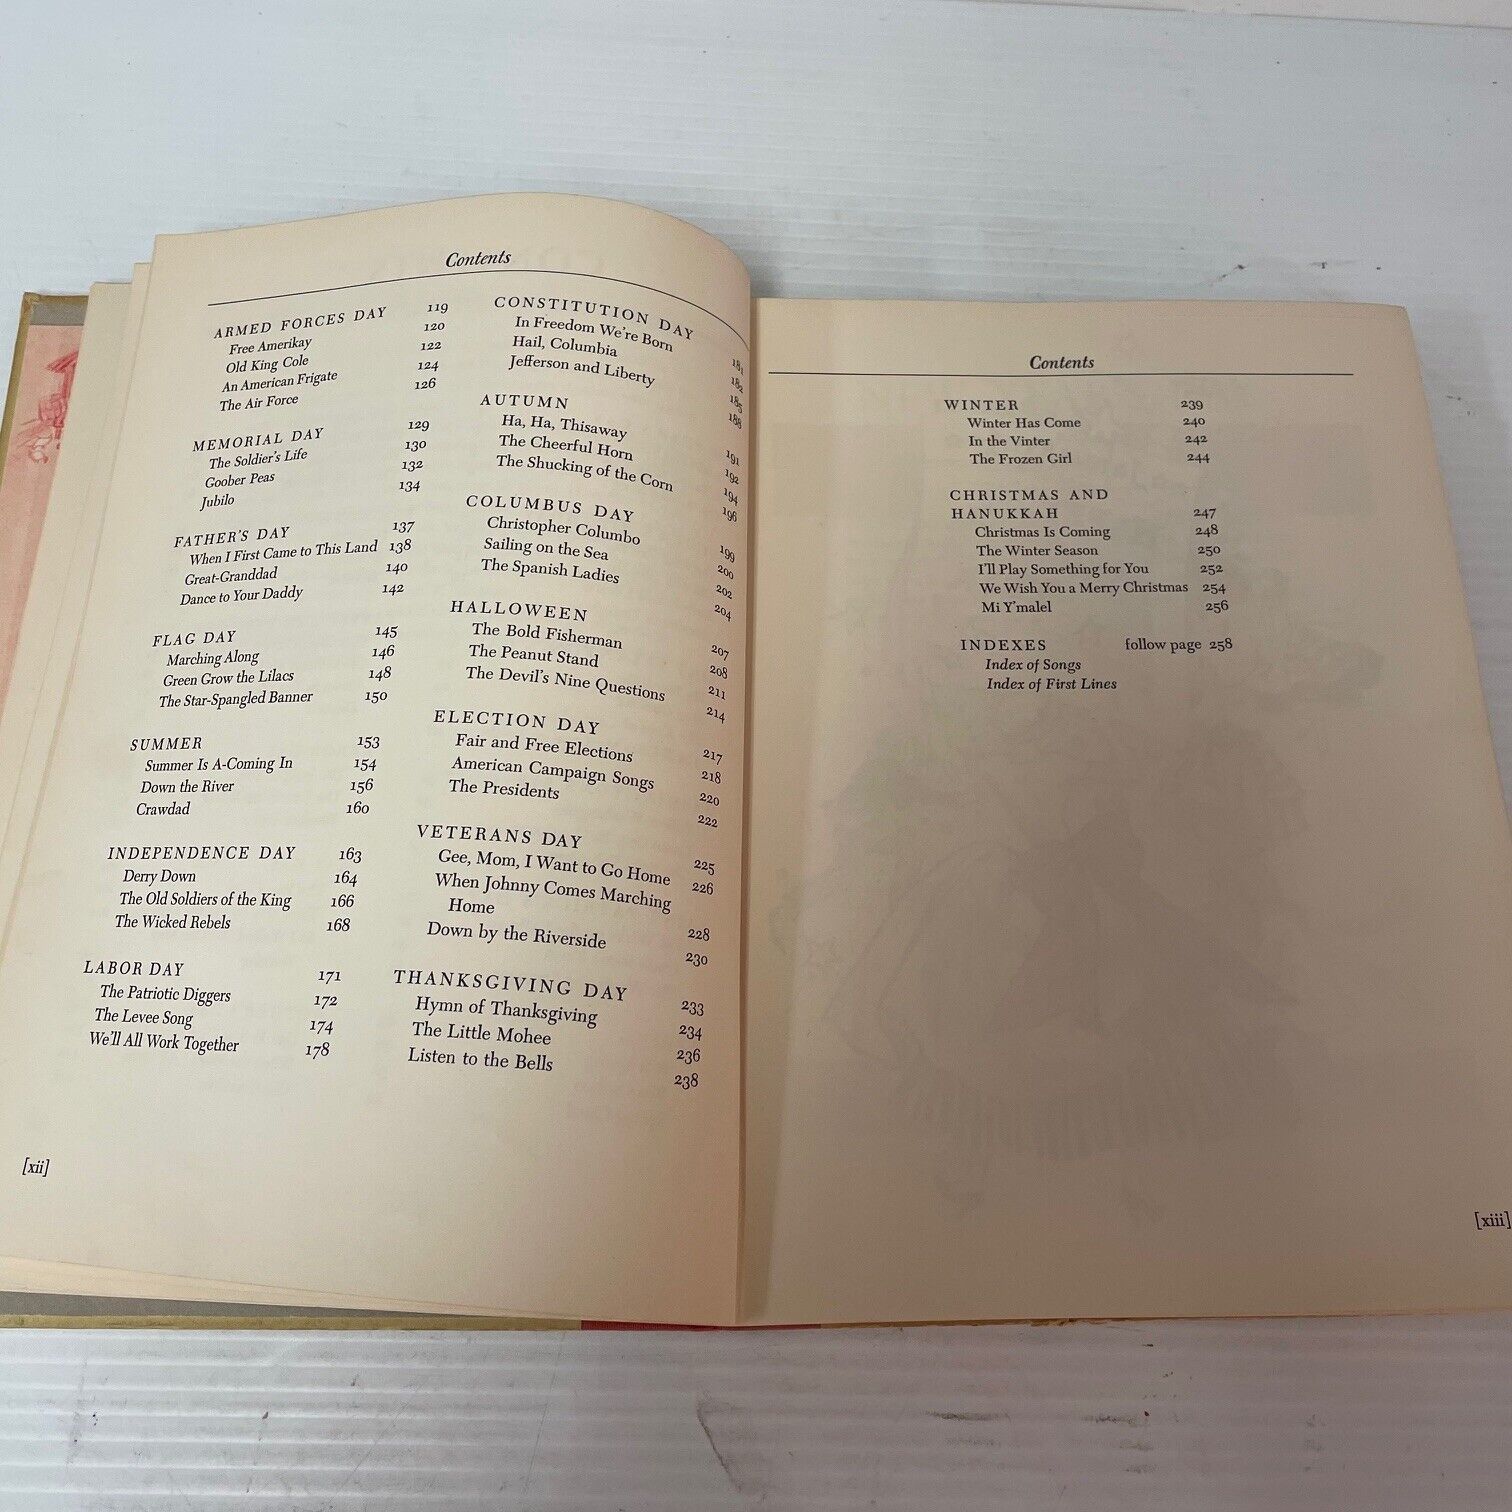 Contents
ARMED FORCES DAY 119
Free Amerikay 120
Old King Cole 122
An American Frigate 124
The Air Force 126
MEMORIAL DAY 129
The Soldier's Life 130
Goober Peas 132
Jubilo 134
FATHER'S DAY 137
When I First Came to This Land 138
Great-Granddad 140
Dance to Your Daddy 142
FLAG DAY 145
Marching Along 146
Green Grow the Lilacs 148
The Star-Spangled Banner 150
SUMMER 153
Summer Is A-Coming In 154
Down the River 156
Crawdad 160
INDEPENDENCE DAY 163
Derry Down 164
The Old Soldiers of the King 166
The Wicked Rebels 168
LABOR DAY 171
The Patriotic Diggers 172
The Levee Song 174
We'll All Work Together 178
CONSTITUTION DAY 181
In Freedom We're Born 182
Hail, Columbia 185
Jefferson and Liberty 188
AUTUMN 191
Ha, Ha, Thisaway 192
The Cheerful Horn 194
The Shucking of the Corn 196
COLUMBUS DAY 199
Christopher Columbo 200
Sailing on the Sea 202
The Spanish Ladies 204
HALLOWEEN 207
The Bold Fisherman 208
The Peanut Stand 211
The Devil's Nine Questions 214
ELECTION DAY 217
Fair and Free Elections 218
American Campaign Songs 220
The Presidents 222
VETERANS DAY 225
Gee, Mom, I Want to Go Home 226
When Johnny Comes Marching
Home 228
Down by the Riverside 230
THANKSGIVING DAY 233
Hymn of Thanksgiving 234
The Little Mohee 236
Listen to the Bells 238
[xii]
Contents
WINTER 239
Winter Has Come 240
In the Vinter 242
The Frozen Girl 244
CHRISTMAS AND
HANUKKAH 247
Christmas Is Coming 248
The Winter Season 250
I'll Play Something for You 252
We Wish You a Merry Christmas 254
Mi Y'malel 256
INDEXES follow page 258
Index of Songs
Index of First Lines
[xiii]